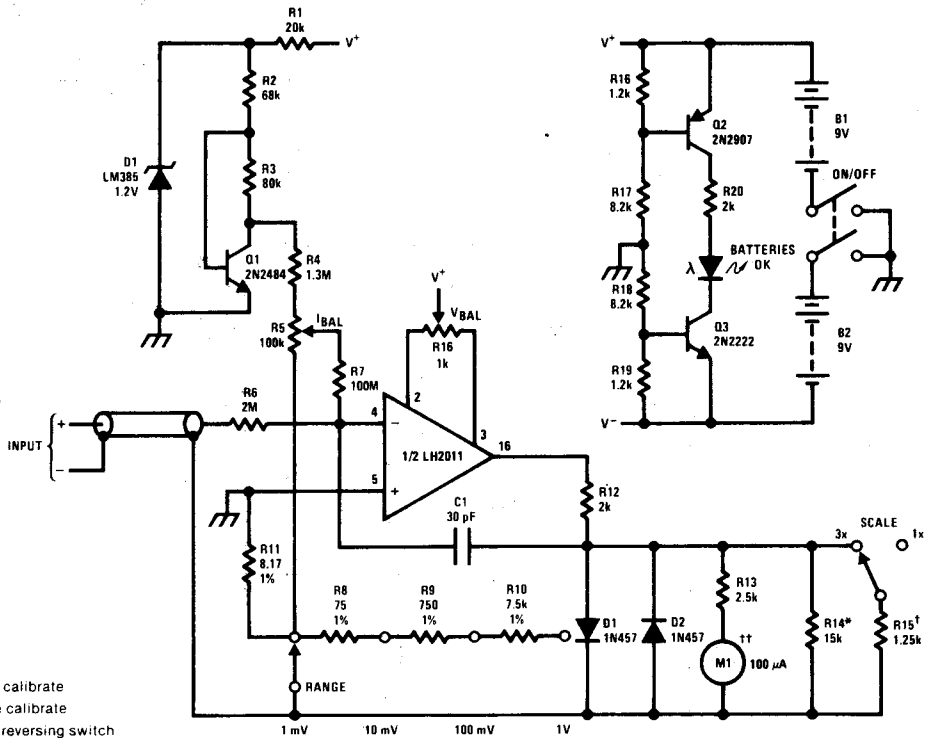 R1
20k
V+
R2
68k
D1
LM385
1.2V
R3
80k
Q1
2N2484
R4
1.3M
R5
100k
IBAL
V+
VBAL
R16
1k
R7
100M
R6
2M
INPUT
+
−
2
3
4
−
5
+
16
1/2 LH2011
C1
30 pF
R12
2k
R11
8.17
1%
R8
75
1%
R9
750
1%
R10
7.5k
1%
RANGE
1 mV
10 mV
100 mV
1V
D1
1N457
D2
1N457
R13
2.5k
††
M1
100 μA
R14*
15k
R15†
1.25k
SCALE
3x
1x
V+
R16
1.2k
R17
8.2k
R18
8.2k
R19
1.2k
V−
Q2
2N2907
R20
2k
λ
BATTERIES
OK
Q3
2N2222
B1
9V
ON/OFF
B2
9V
calibrate
calibrate
reversing switch